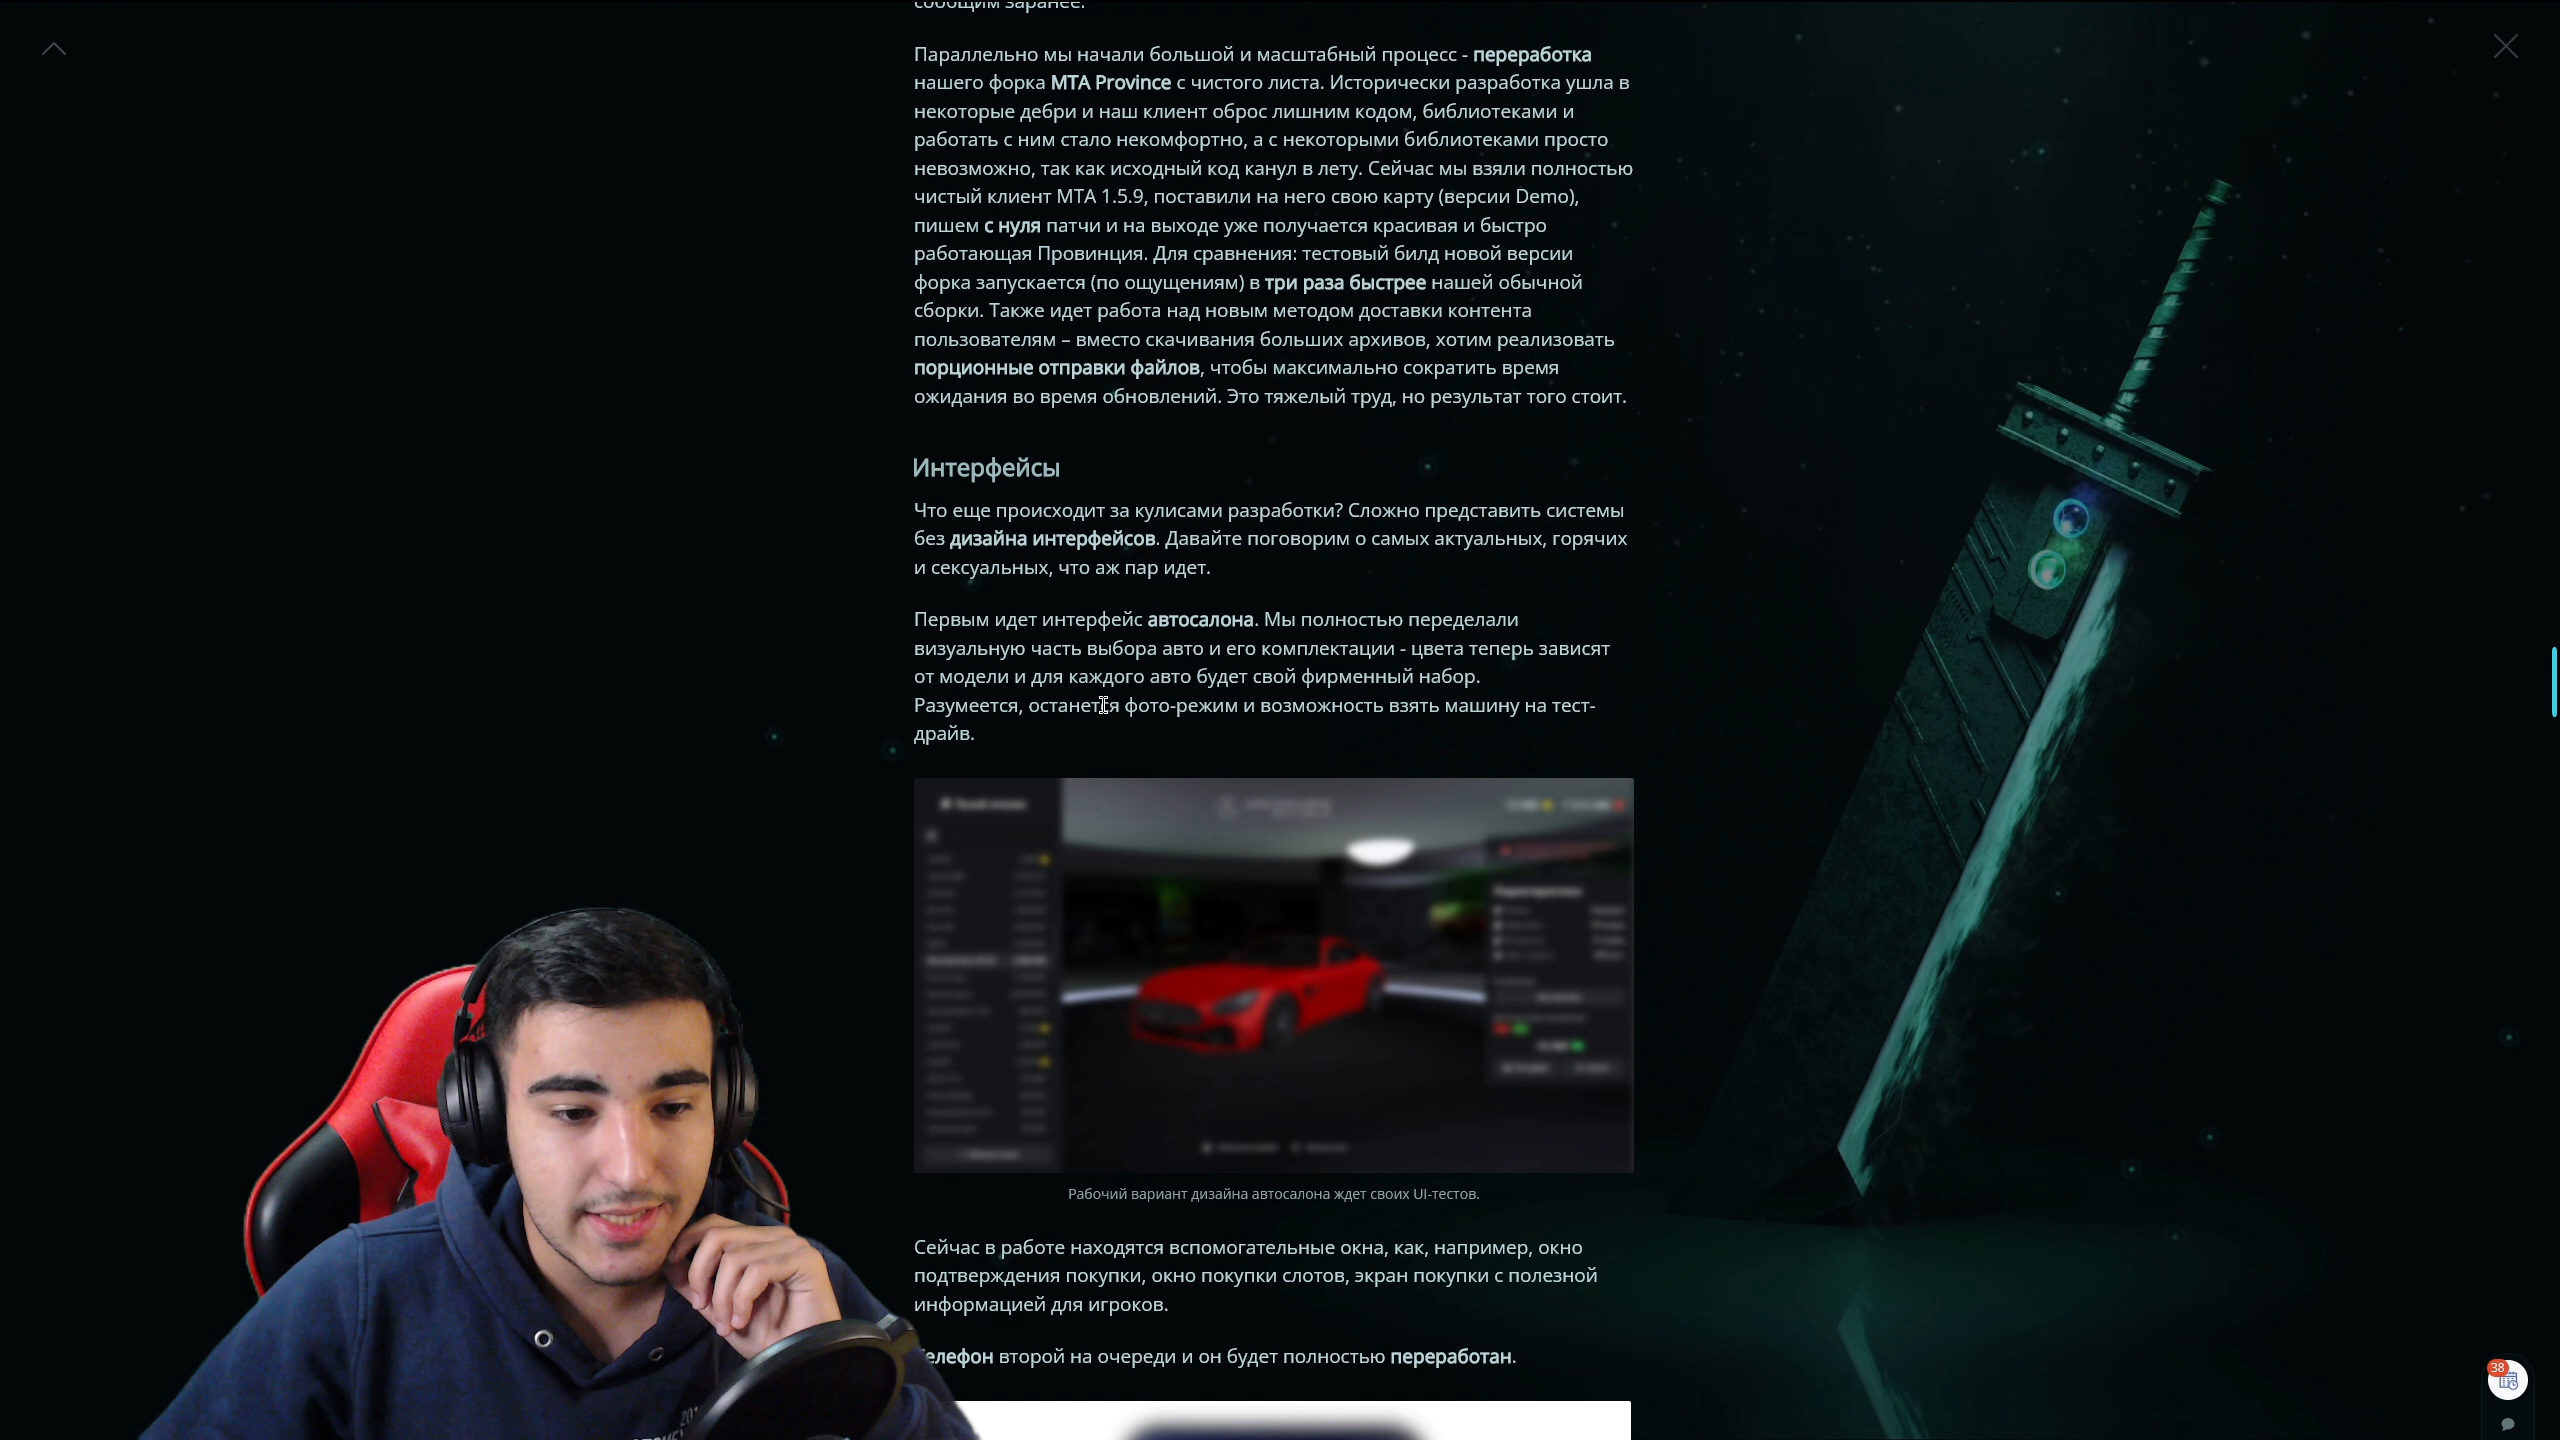 сообщим заранее.
Параллельно мы начали большой и масштабный процесс - переработка
нашего форка MTA Province с чистого листа. Исторически разработка ушла в
некоторые дебри и наш клиент оброс лишним кодом, библиотеками и
работать с ним стало некомфортно, а с некоторыми библиотеками просто
невозможно, так как исходный код канул в лету. Сейчас мы взяли полностью
чистый клиент MTA 1.5.9, поставили на него свою карту (версии Demo),
пишем с нуля патчи и на выходе уже получается красивая и быстро
работающая Провинция. Для сравнения: тестовый билд новой версии
форка запускается (по ощущениям) в три раза быстрее нашей обычной
сборки. Также идет работа над новым методом доставки контента
пользователям – вместо скачивания больших архивов, хотим реализовать
порционные отправки файлов, чтобы максимально сократить время
ожидания во время обновлений. Это тяжелый труд, но результат того стоит.
Интерфейсы
Что еще происходит за кулисами разработки? Сложно представить системы
без дизайна интерфейсов. Давайте поговорим о самых актуальных, горячих
и сексуальных, что аж пар идет.
Первым идет интерфейс автосалона. Мы полностью переделали
визуальную часть выбора авто и его комплектации - цвета теперь зависят
от модели и для каждого авто будет свой фирменный набор.
Разумеется, останется фото-режим и возможность взять машину на тест-
драйв.
Рабочий вариант дизайна автосалона ждет своих UI-тестов.
Сейчас в работе находятся вспомогательные окна, как, например, окно
подтверждения покупки, окно покупки слотов, экран покупки с полезной
информацией для игроков.
Телефон второй на очереди и он будет полностью переработан.
38